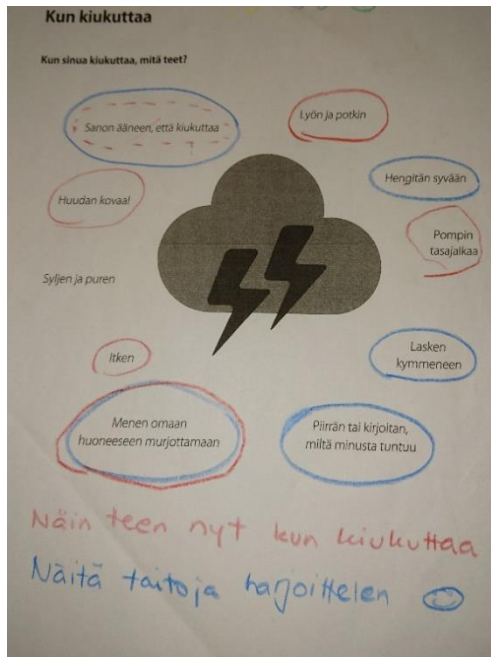 Kun kiukuttaa
Kun sinua kiukuttaa, mitä teet?
Sanon ääneen, että kiukuttaa
Lyön ja potkin
Hengitän syvään
Huudan kovaa!
Pompin
tasajalkaa
Syljen ja puren
Itken
Lasken
kymmeneen
Menen omaan
huoneeseen murjottamaan
Piirrän tai kirjoitan,
miltä minusta tuntuu
Näin teen nyt kun kiukuttaa
Näitä taitoja harjoittelen